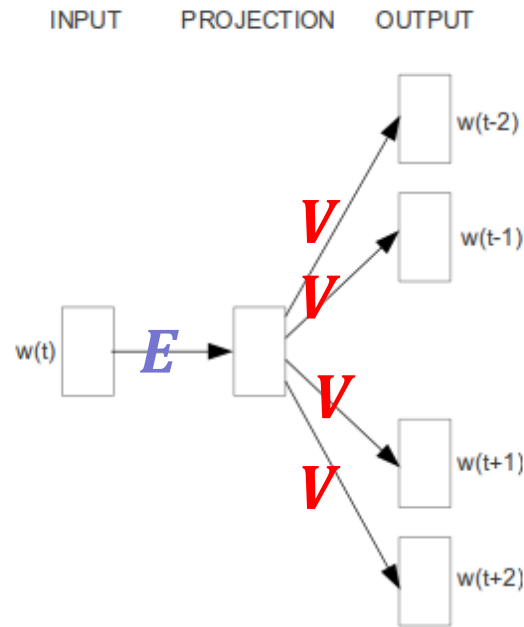 INPUT PROJECTION OUTPUT
w(t-2)
V
w(t-1)
V
w(t) E
V
w(t+1)
V
w(t+2)